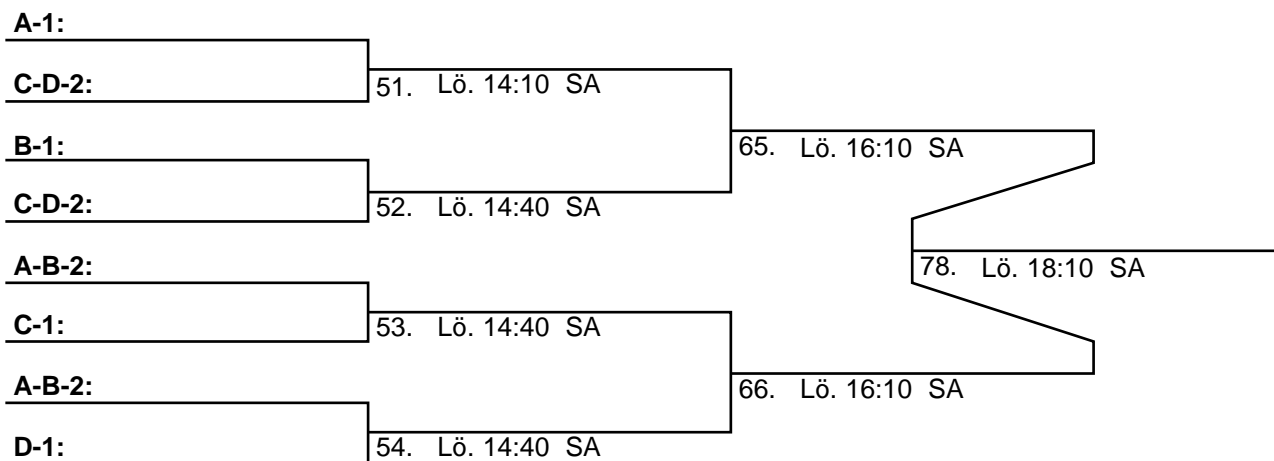 A-1:
C-D-2:
51. Lö. 14:10 SA
B-1:
65. Lö. 16:10 SA
C-D-2:
52. Lö. 14:40 SA
A-B-2:
78. Lö. 18:10 SA
C-1:
53. Lö. 14:40 SA
A-B-2:
66. Lö. 16:10 SA
D-1:
54. Lö. 14:40 SA